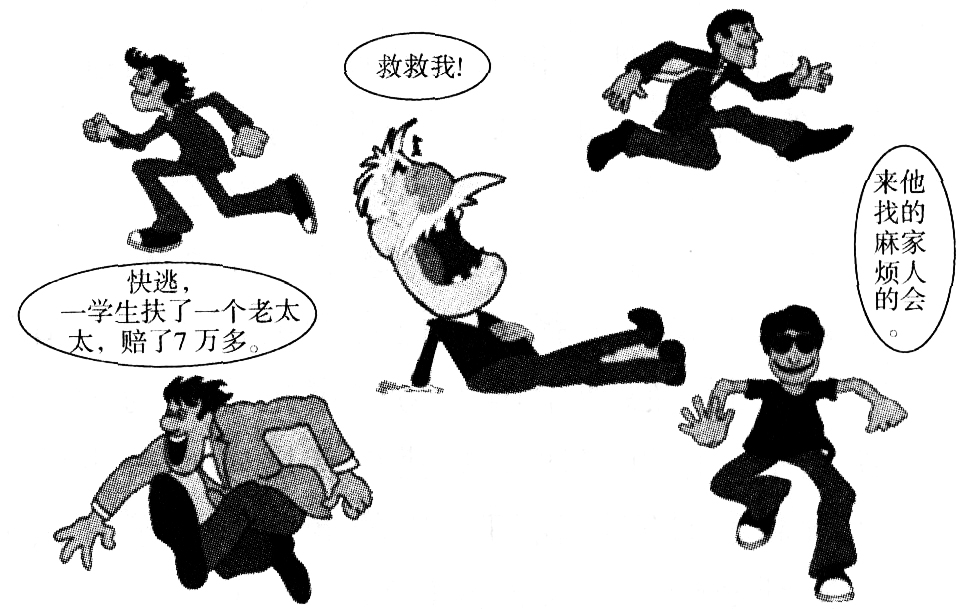 救救我!
快逃，
一学生扶了一个老太
太，赔了7万多。
他的家人会
来找麻烦的。